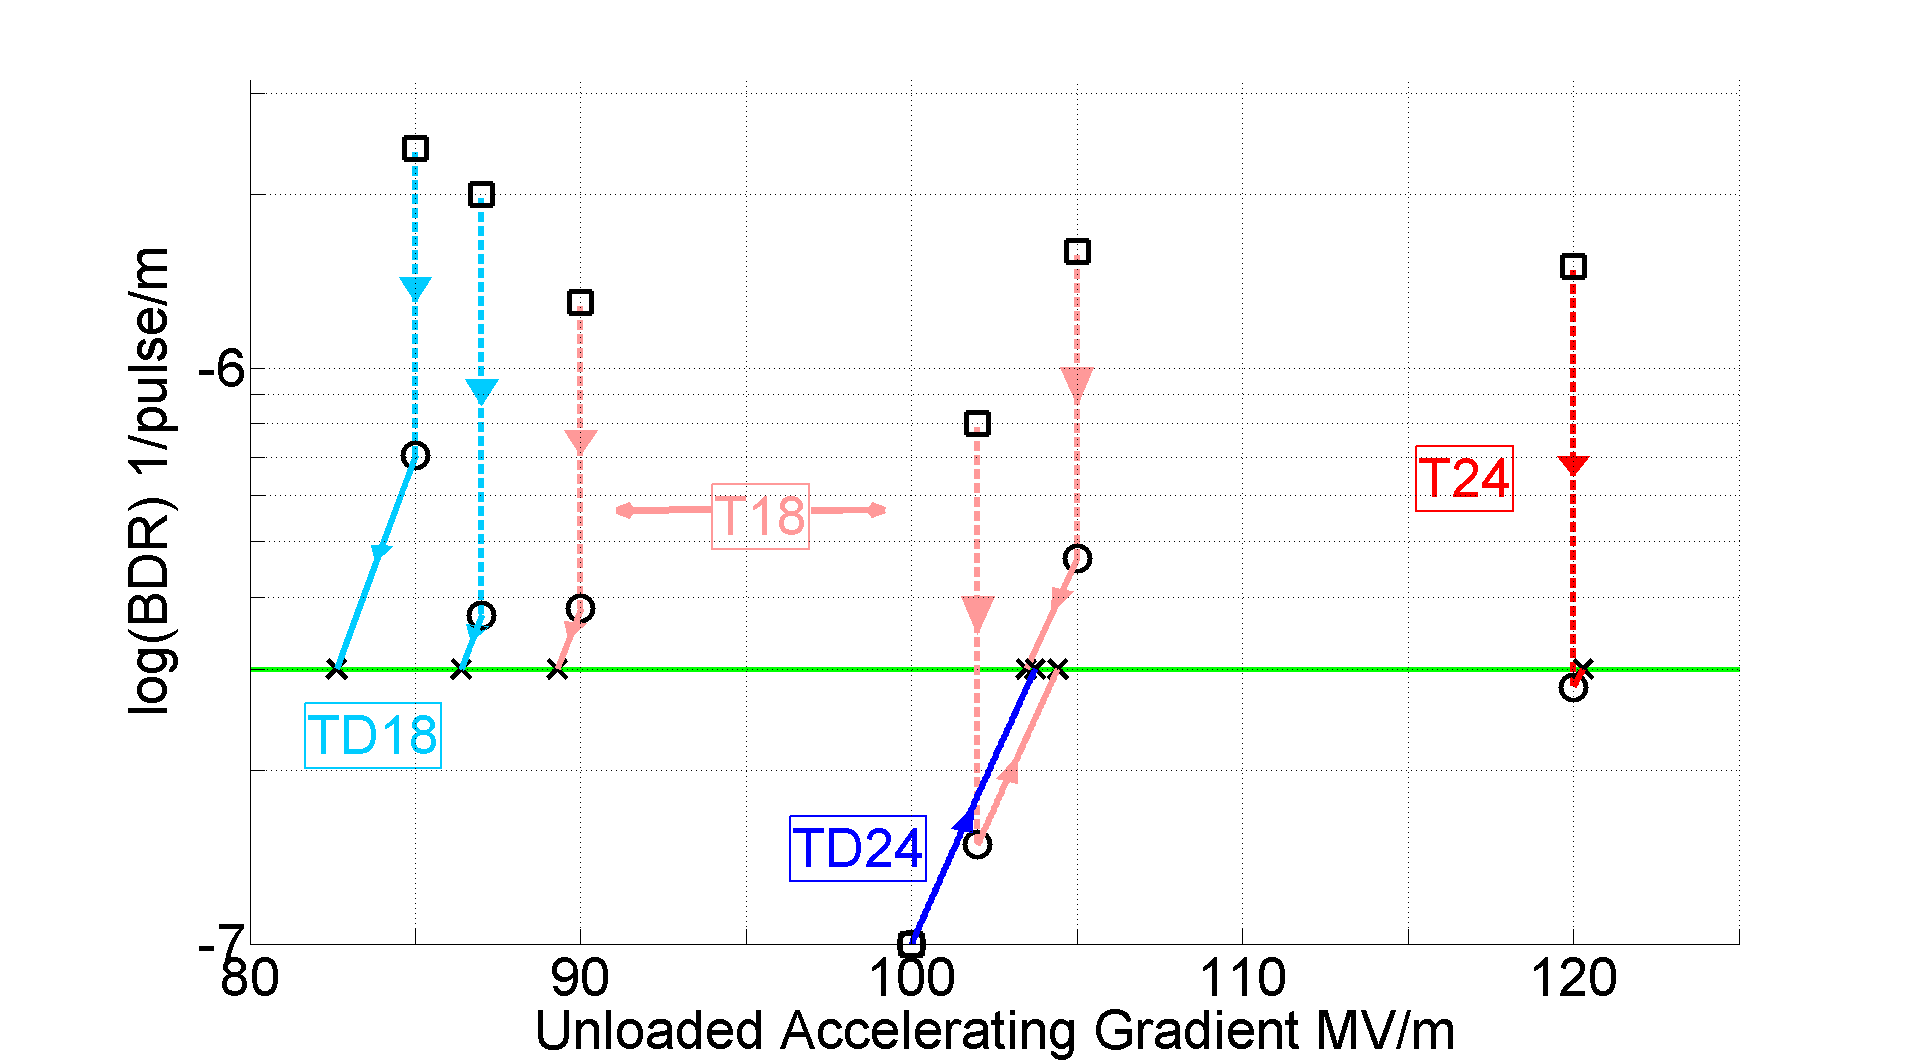 log(BDR) 1/pulse/m
-6
T24
T18
TD18
TD24
-7
80 90 100 110 120
Unloaded Accelerating Gradient MV/m